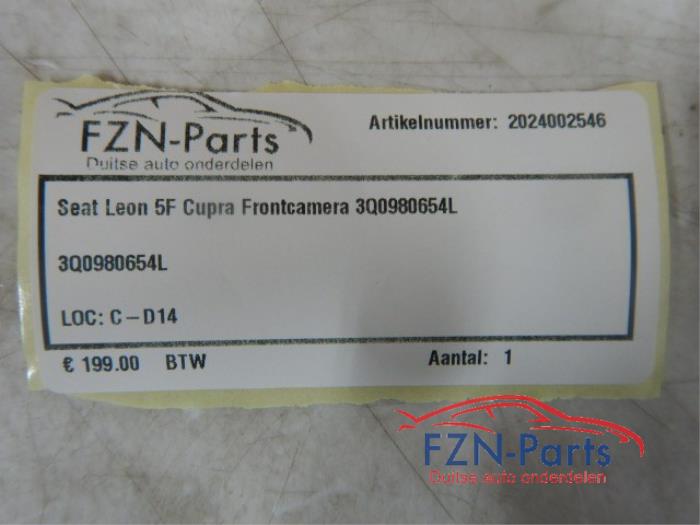 FZN-Parts
Duitse auto onderdelen
Artikelnummer: 2024002546
Seat Leon 5F Cupra Frontcamera 3Q0980654L
3Q0980654L
LOC: C - D14
€ 199.00 BTW Aantal: 1
FZN-Parts
Duitse auto onderdelen